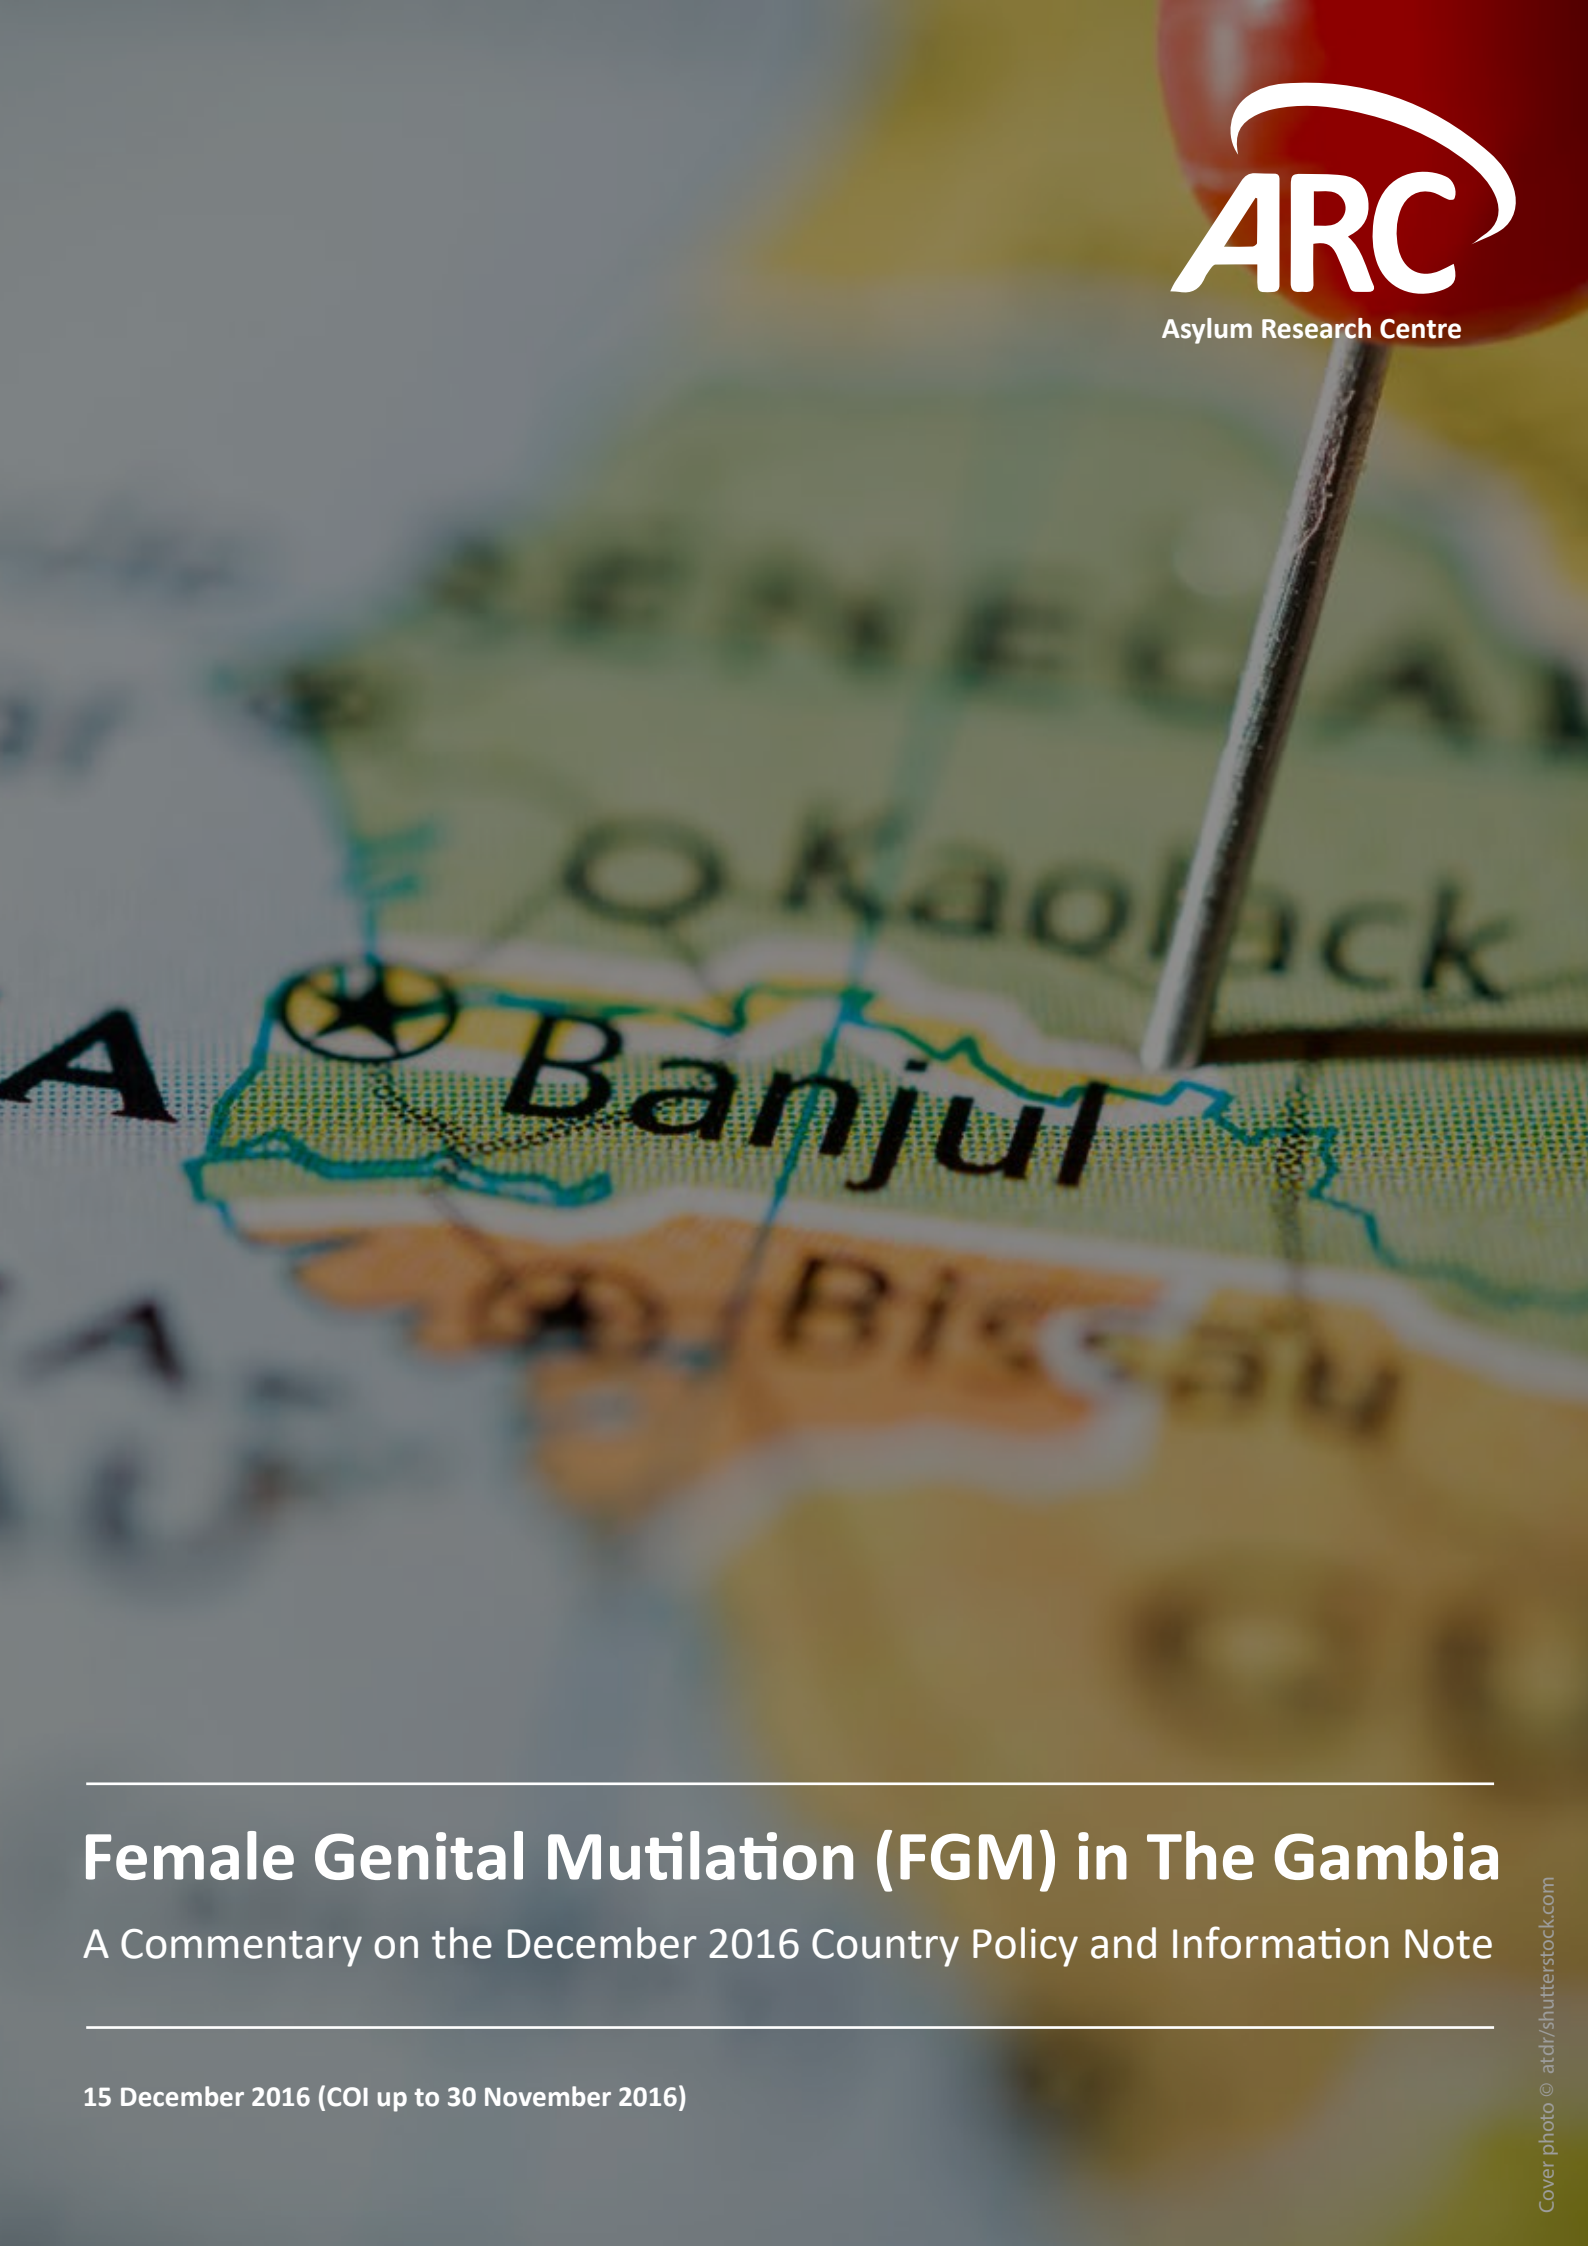 ARC
Asylum Research Centre
Kaolack
Banjul
A
Bissau
Female Genital Mutilation (FGM) in The Gambia
A Commentary on the December 2016 Country Policy and Information Note
15 December 2016 (COI up to 30 November 2016)
Cover photo © atdr/shutterstock.com